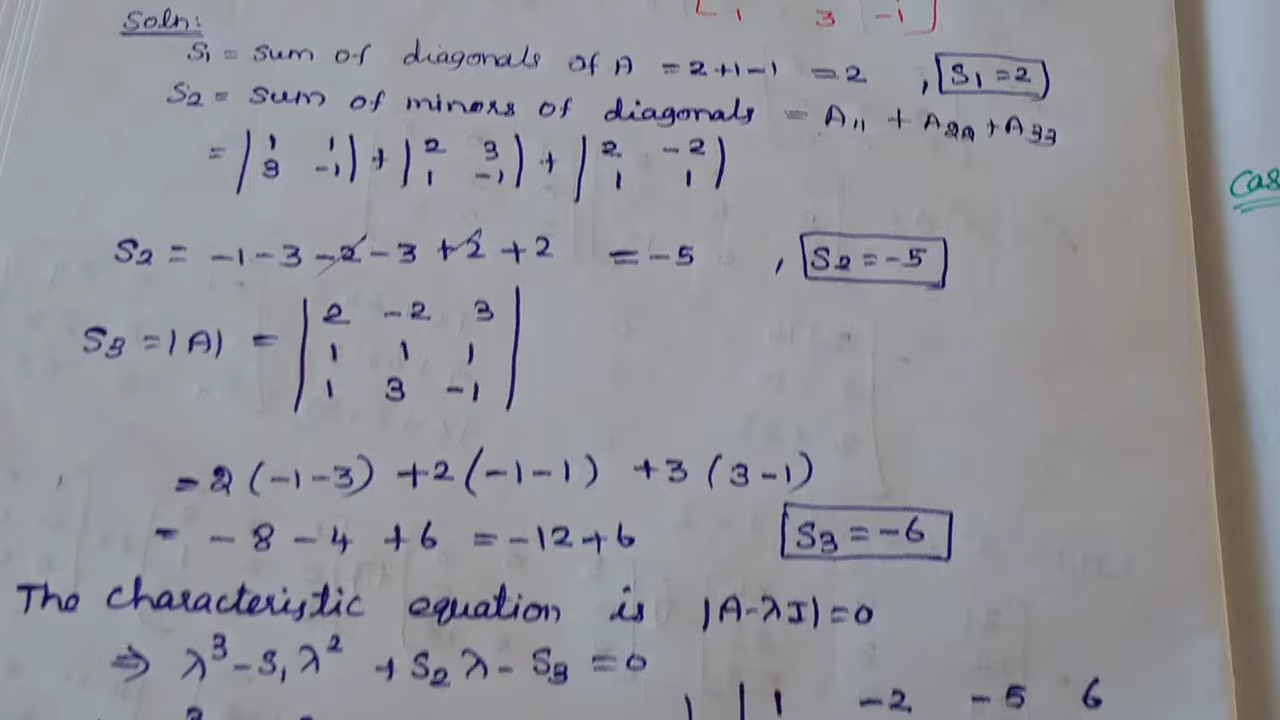 [ 1 3 -1 ]
Soln:
S₁ = sum of diagonals of A = 2+1-1 = 2 , S₁ = 2
S₂ = sum of minors of diagonals = A₁₁ + A₂₂ + A₃₃
= |1 1; 3 -1| + |2 3; 1 -1| + |2 -2; 1 1|
S₂ = -1-3-2-3+2+2 = -5 , S₂ = -5
S₃ = |A| = | 2 -2 3
1 1 1
1 3 -1 |
= 2(-1-3) +2(-1-1) +3(3-1)
= -8-4+6 = -12+6 S₃ = -6
The characteristic equation is |A-λI|=0
⇒ λ³-S₁λ² + S₂λ - S₃ = 0
1 | 1 -2 -5 6
Cas